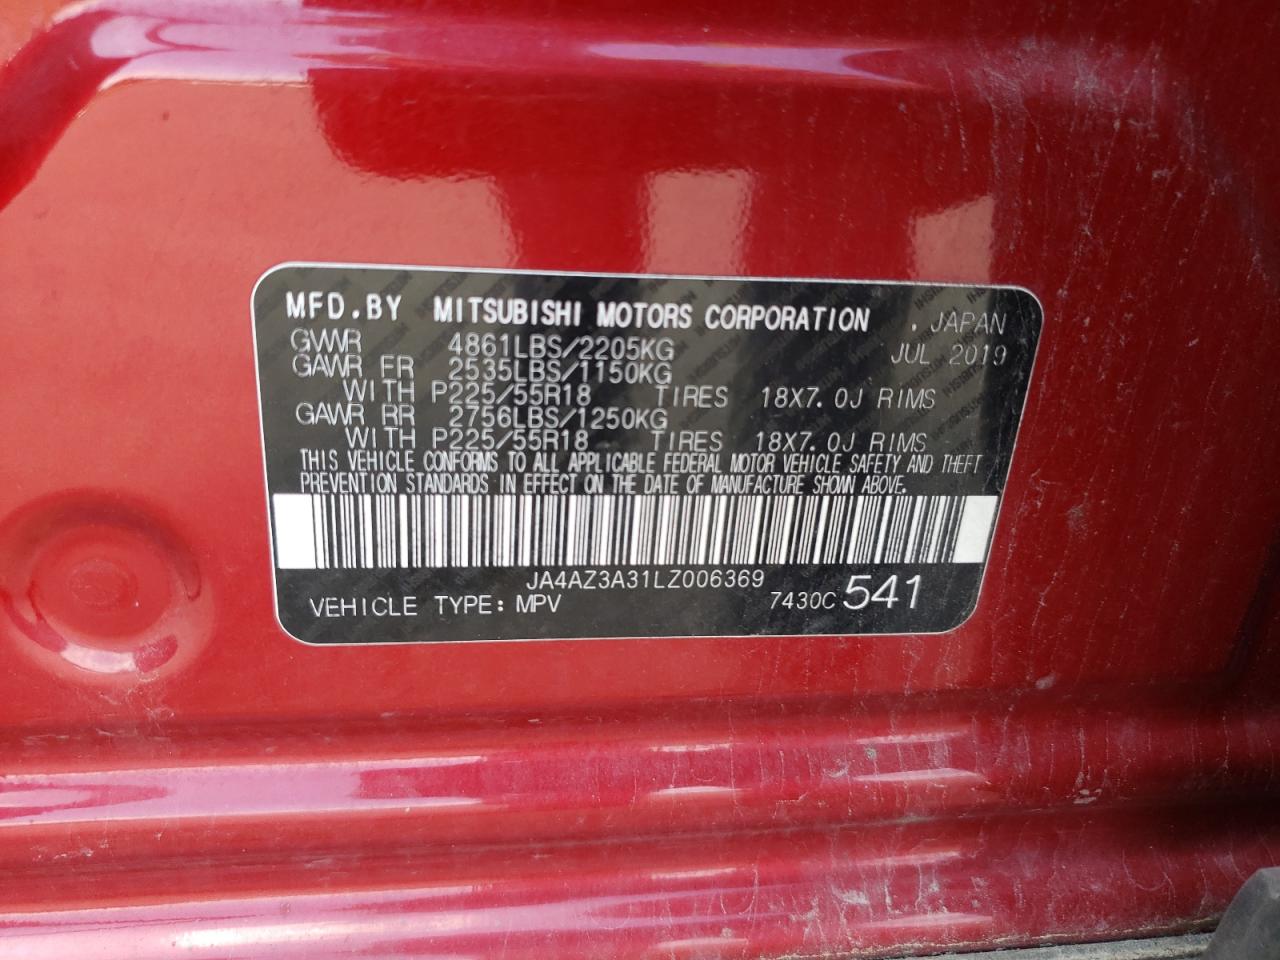 MFD.BY MITSUBISHI MOTORS CORPORATION . JAPAN
GVWR 4861LBS/2205KG JUL 2019
GAWR FR 2535LBS/1150KG
WITH P225/55R18 TIRES 18X7.0J RIMS
GAWR RR 2756LBS/1250KG
WITH P225/55R18 TIRES 18X7.0J RIMS
THIS VEHICLE CONFORMS TO ALL APPLICABLE FEDERAL MOTOR VEHICLE SAFETY AND THEFT
PREVENTION STANDARDS IN EFFECT ON THE DATE OF MANUFACTURE SHOWN ABOVE.
JA4AZ3A31LZ006369
VEHICLE TYPE: MPV 7430C 541